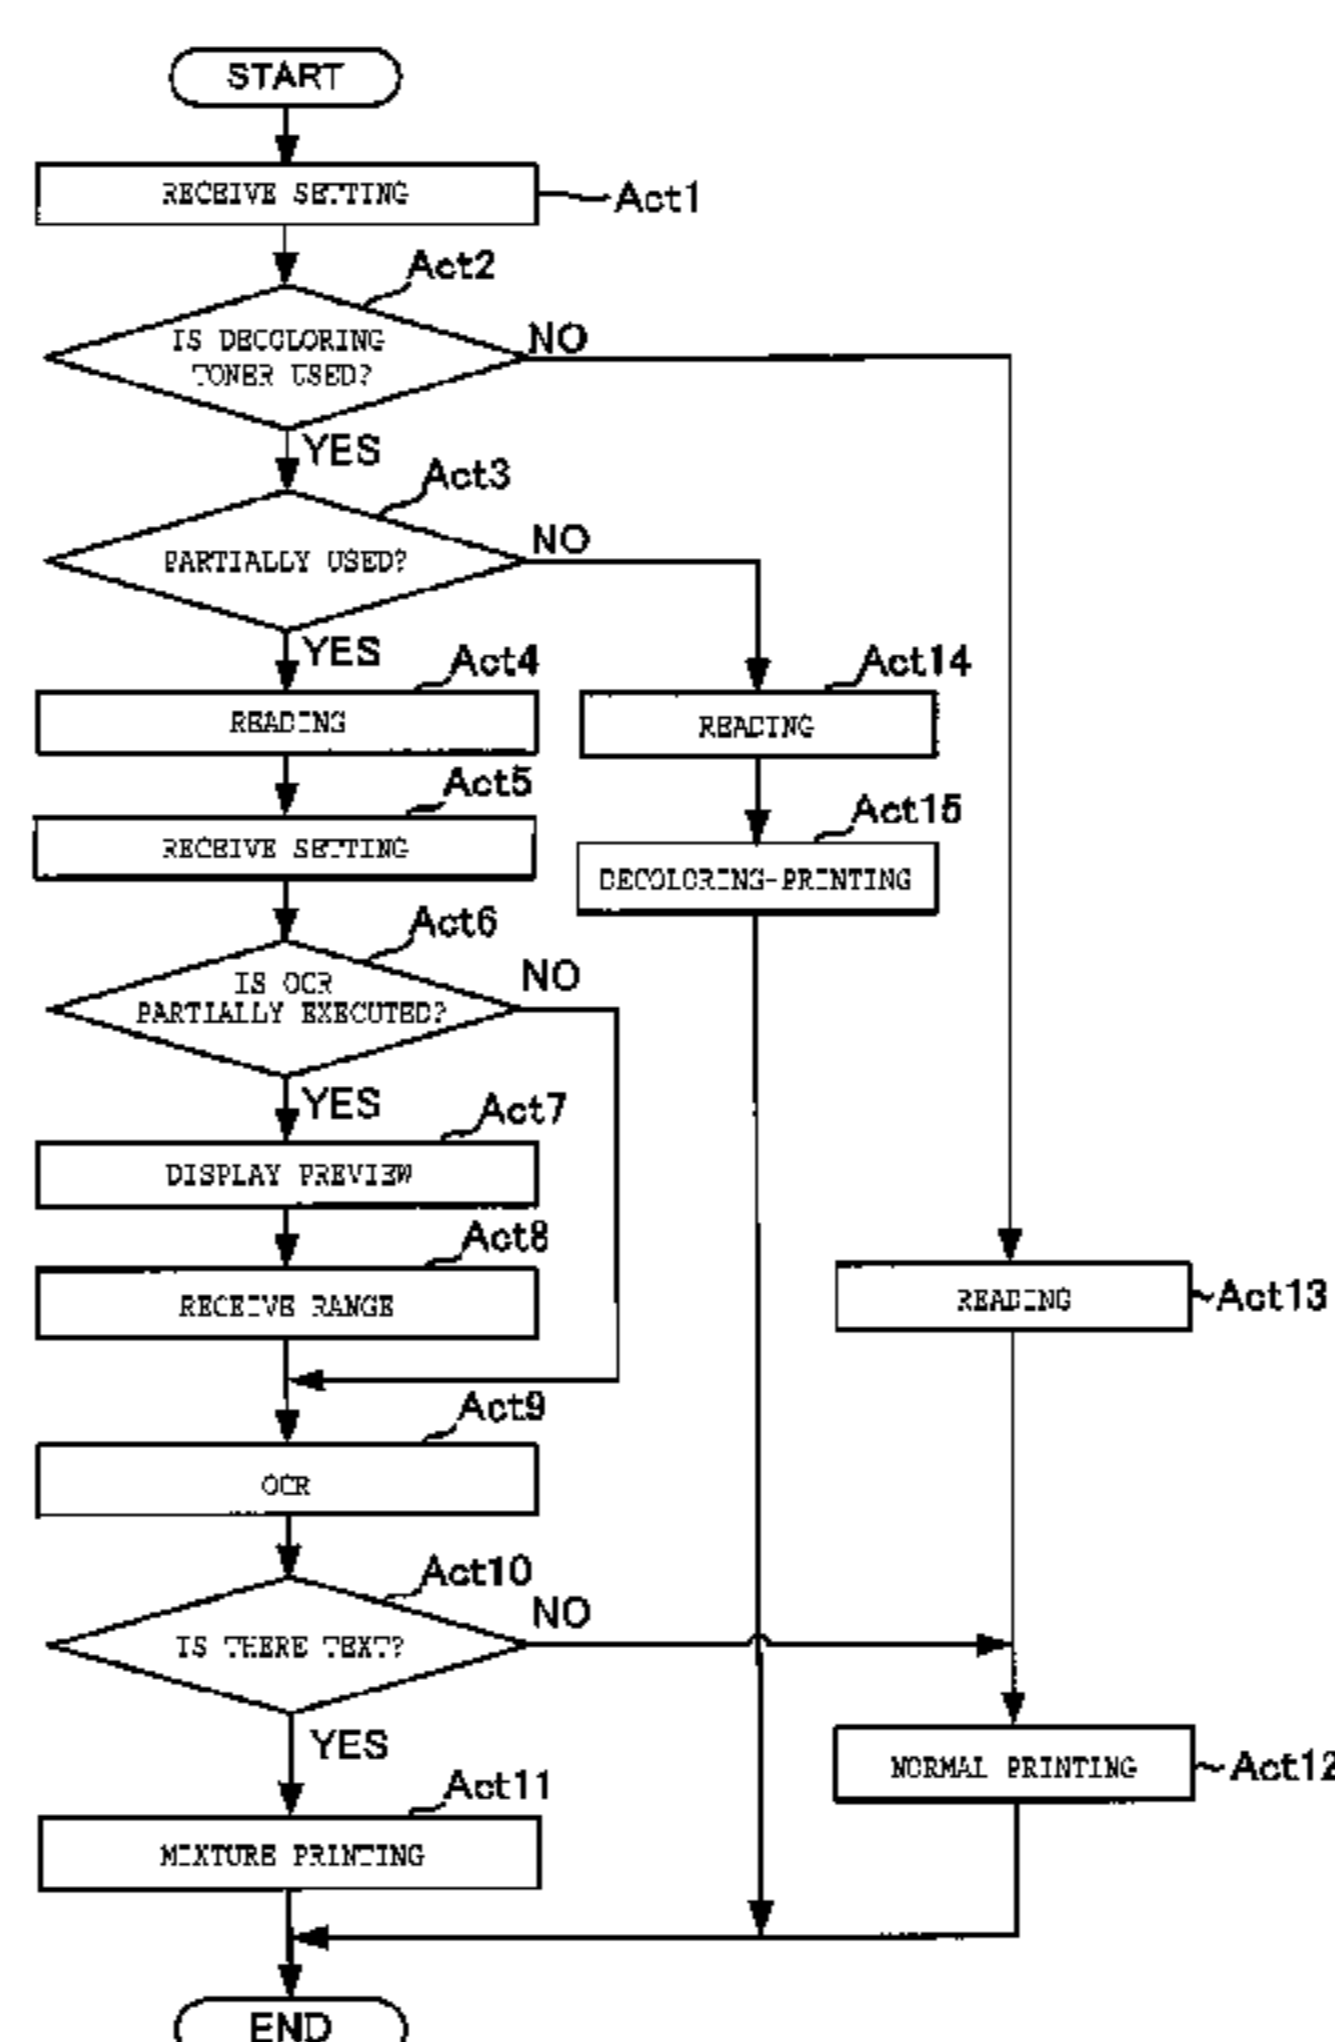 START
RECEIVE SETTING
Act1
Act2
IS DECOLORING
TONER USED?
NO
YES
Act3
PARTIALLY USED?
NO
YES
Act4
READING
Act14
READING
Act5
RECEIVE SETTING
Act15
DECOLORING-PRINTING
Act6
IS OCR
PARTIALLY EXECUTED?
NO
YES
Act7
DISPLAY PREVIEW
Act8
RECEIVE RANGE
READING
Act13
Act9
OCR
Act10
IS THERE TEXT?
NO
YES
NORMAL PRINTING
Act12
Act11
MIXTURE PRINTING
END